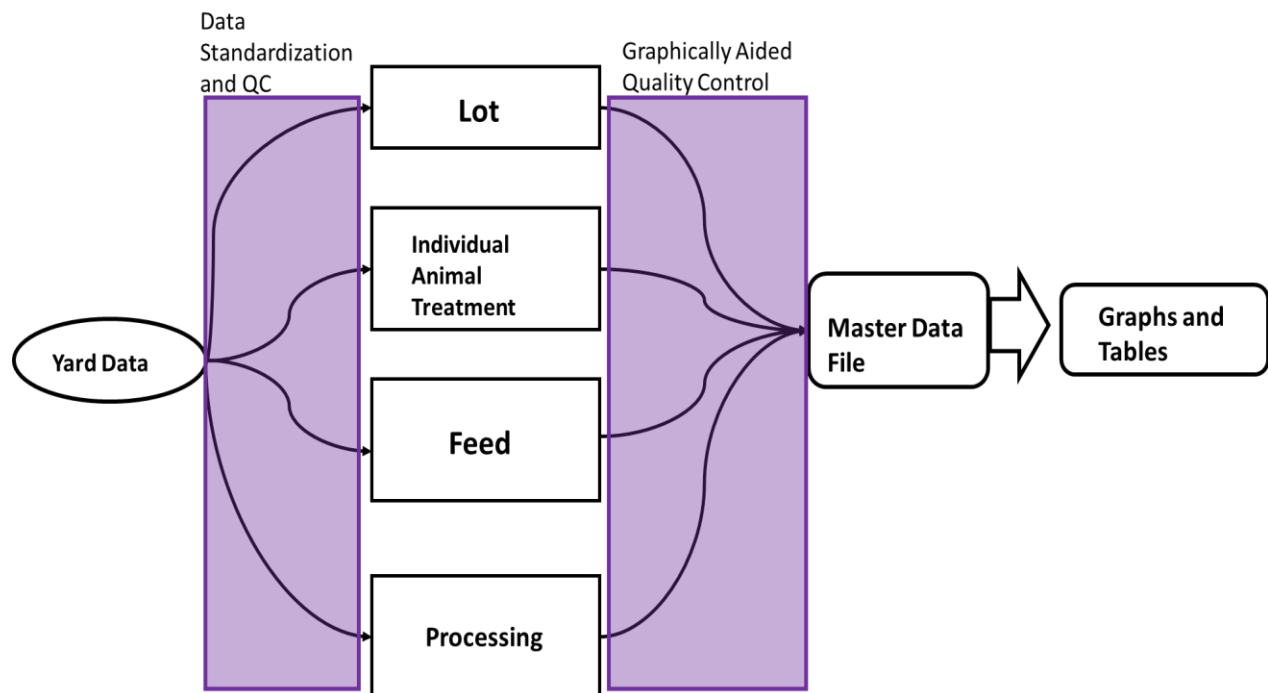 Data
Standardization
and QC
Graphically Aided
Quality Control
Lot
Individual
Animal
Treatment
Yard Data
Feed
Processing
Master Data
File
Graphs and
Tables